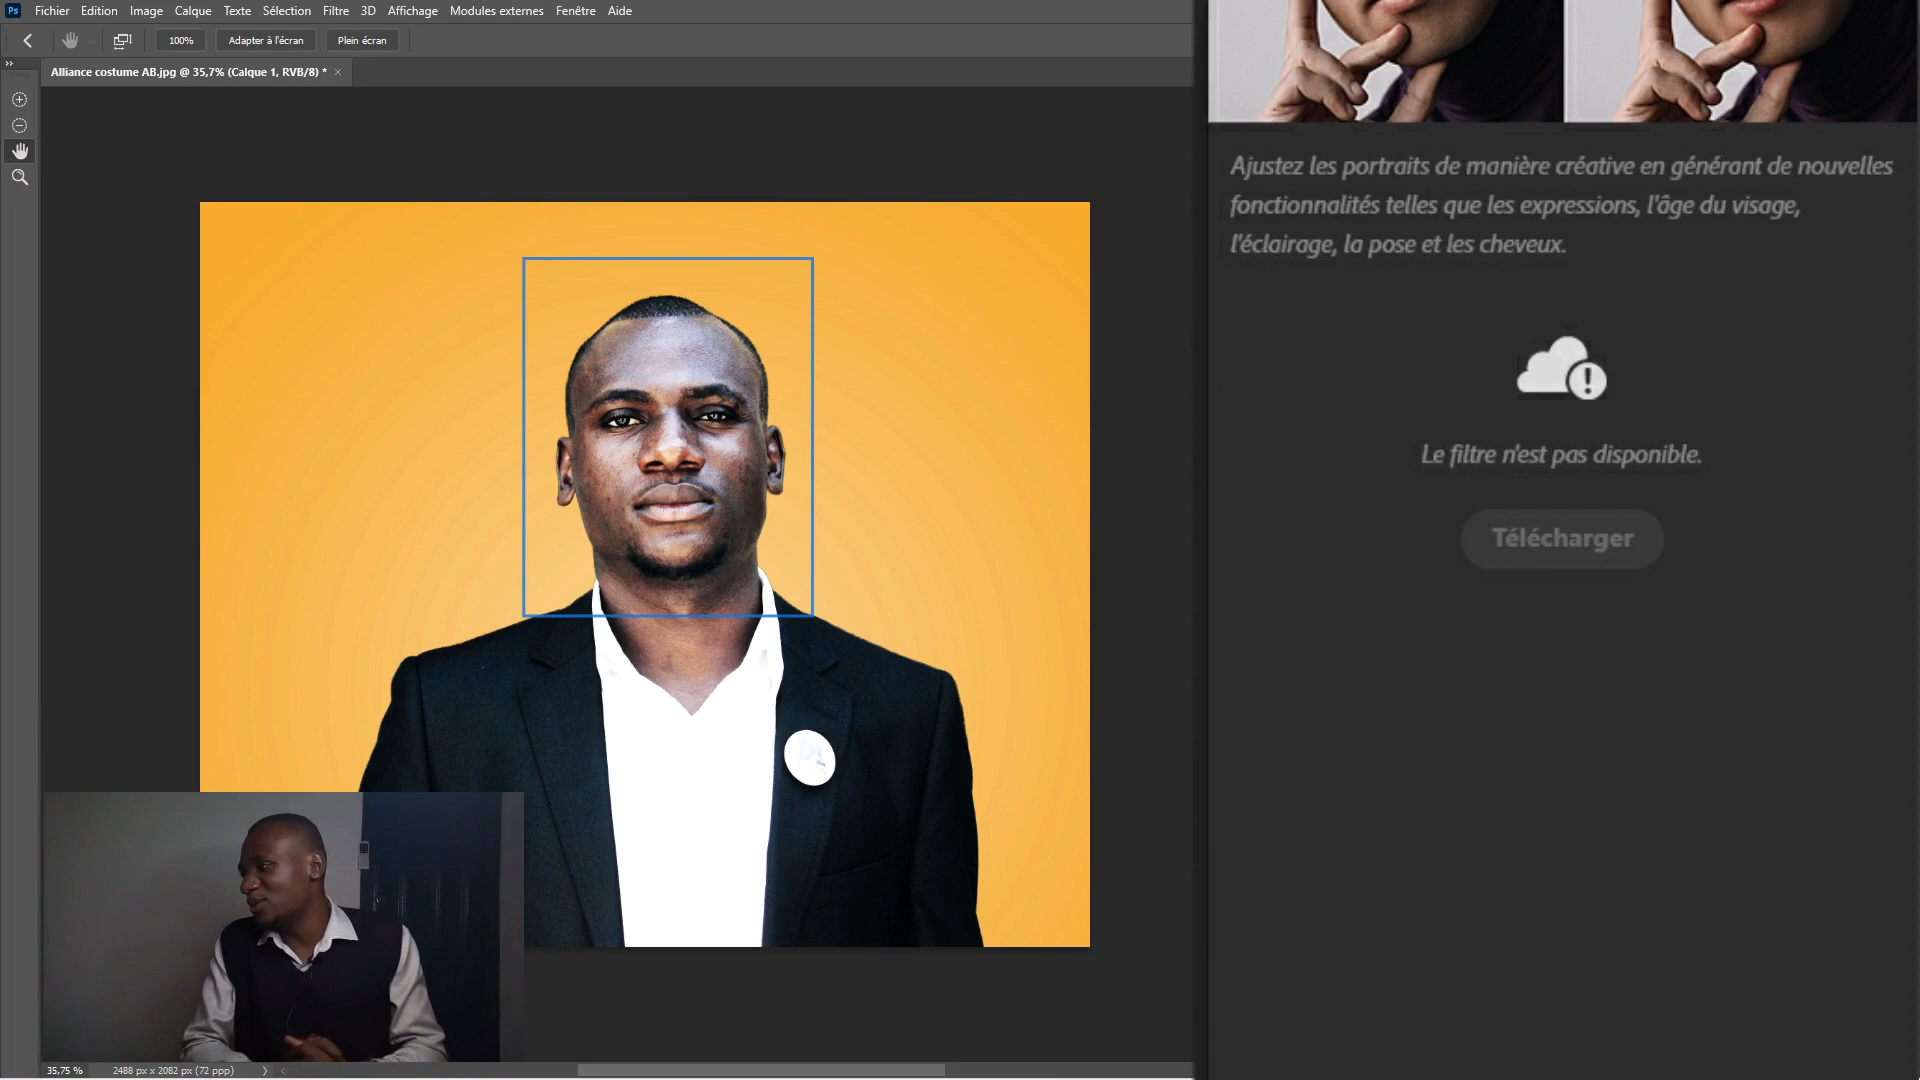 Ps Fichier Edition Image Calque Texte Sélection Filtre 3D Affichage Modules externes Fenêtre Aide
100% Adapter à l'écran Plein écran
Alliance costume AB.jpg @ 35,7% (Calque 1, RVB/8) *
Ajustez les portraits de manière créative en générant de nouvelles
fonctionnalités telles que les expressions, l'âge du visage,
l'éclairage, la pose et les cheveux.
Le filtre n'est pas disponible.
Télécharger
35,75 % 2488 px x 2082 px (72 ppp)